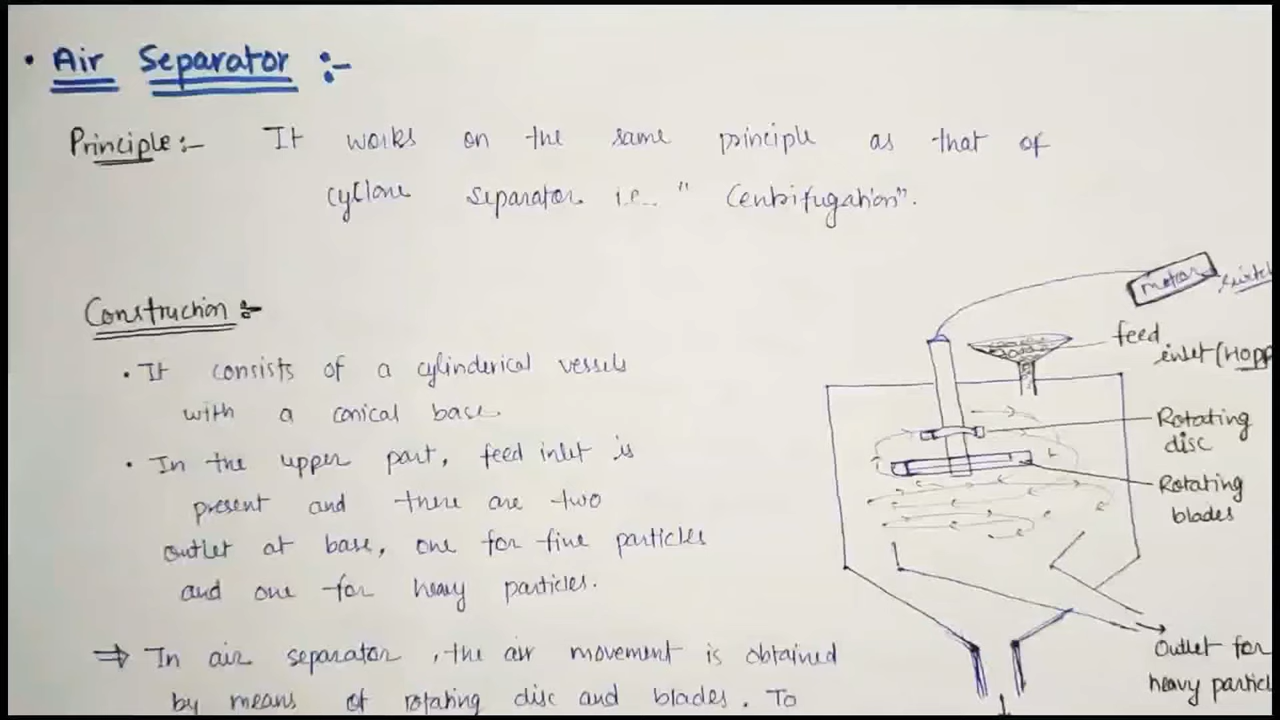 • Air Separator :-
Principle :- It works on the same principle as that of
cyclone separator i.e.. " Centrifugation".
Construction :-
• It consists of a cylinderical vessels
with a conical base.
• In the upper part, feed inlet is
present and there are two
outlet at base, one for fine particles
and one for heavy particles.
⇒ In air separator, the air movement is obtained
by means of rotating disc and blades. To
motor
feed
inlet (Hopp
Rotating
disc
Rotating
blades
Outlet for
heavy particl